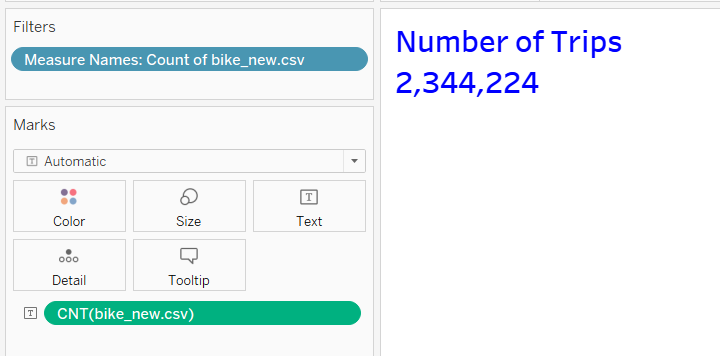 Filters
Measure Names: Count of bike_new.csv
Marks
T Automatic
Color
Size
T
Text
Detail
Tooltip
T CNT(bike_new.csv)
Number of Trips
2,344,224